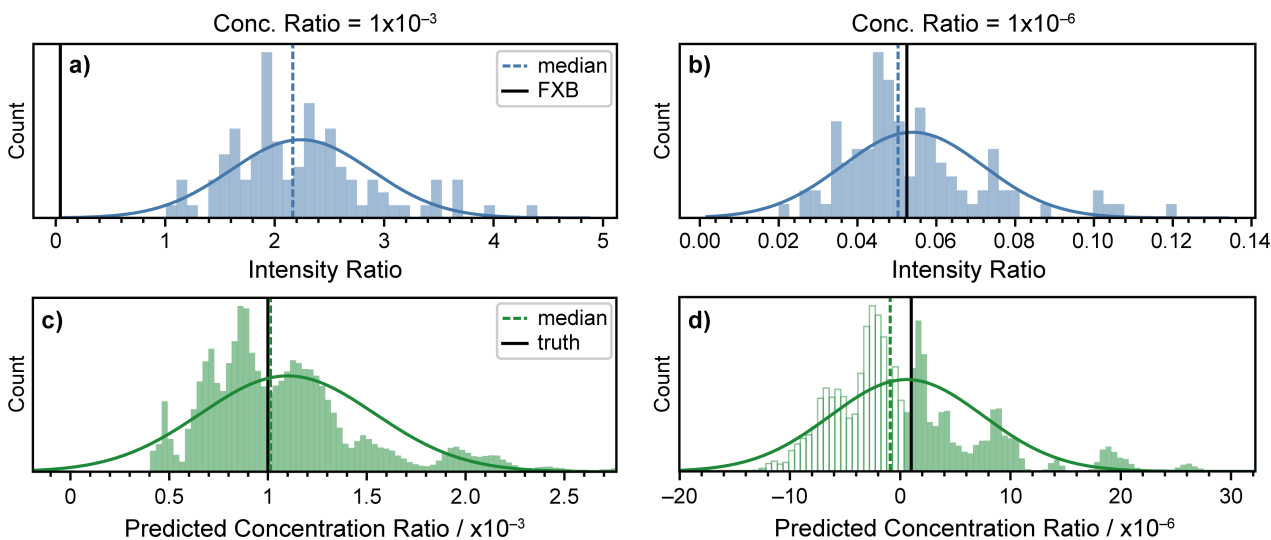 Conc. Ratio = 1x10⁻³
Conc. Ratio = 1x10⁻⁶
a)
median
FXB
Count
0 1 2 3 4 5
Intensity Ratio
b)
Count
0.00 0.02 0.04 0.06 0.08 0.10 0.12 0.14
Intensity Ratio
c)
median
truth
Count
0 0.5 1 1.5 2.0 2.5
Predicted Concentration Ratio / x10⁻³
d)
Count
−20 −10 0 10 20 30
Predicted Concentration Ratio / x10⁻⁶